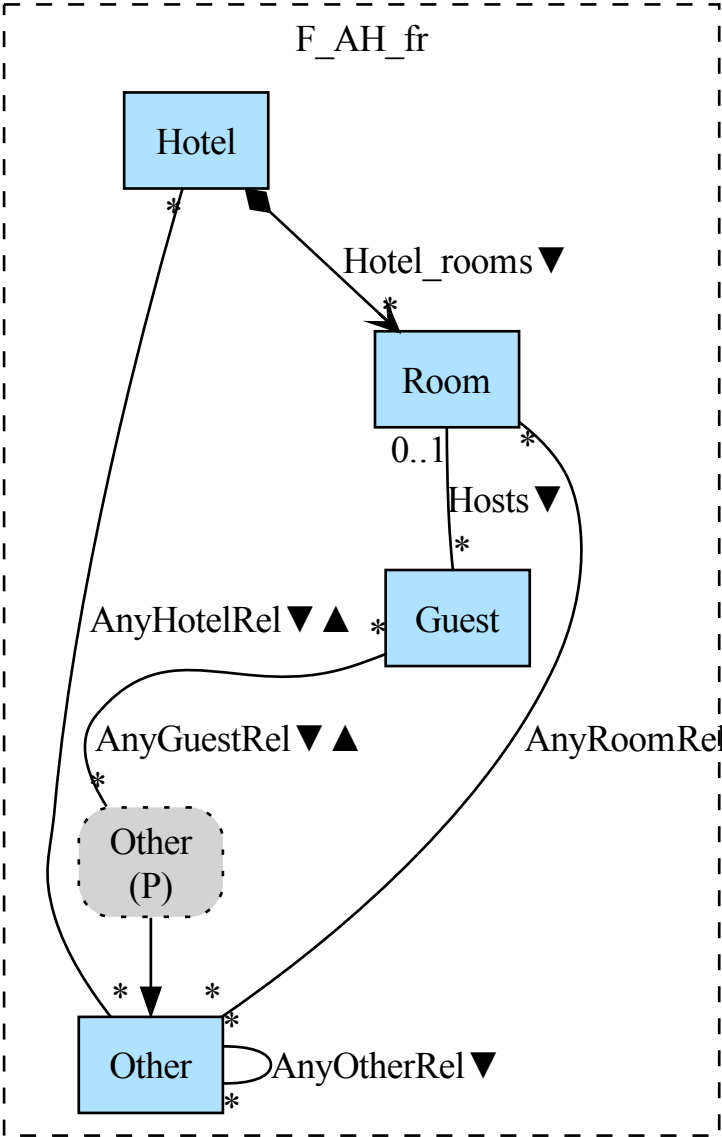 F_AH_fr
Hotel
*
Hotel_rooms▼
*
Room
0..1
*
Hosts▼
*
AnyHotelRel▼▲
*
Guest
AnyGuestRel▼▲
AnyRoomRel
*
Other
(P)
*
*
*
Other
AnyOtherRel▼
*